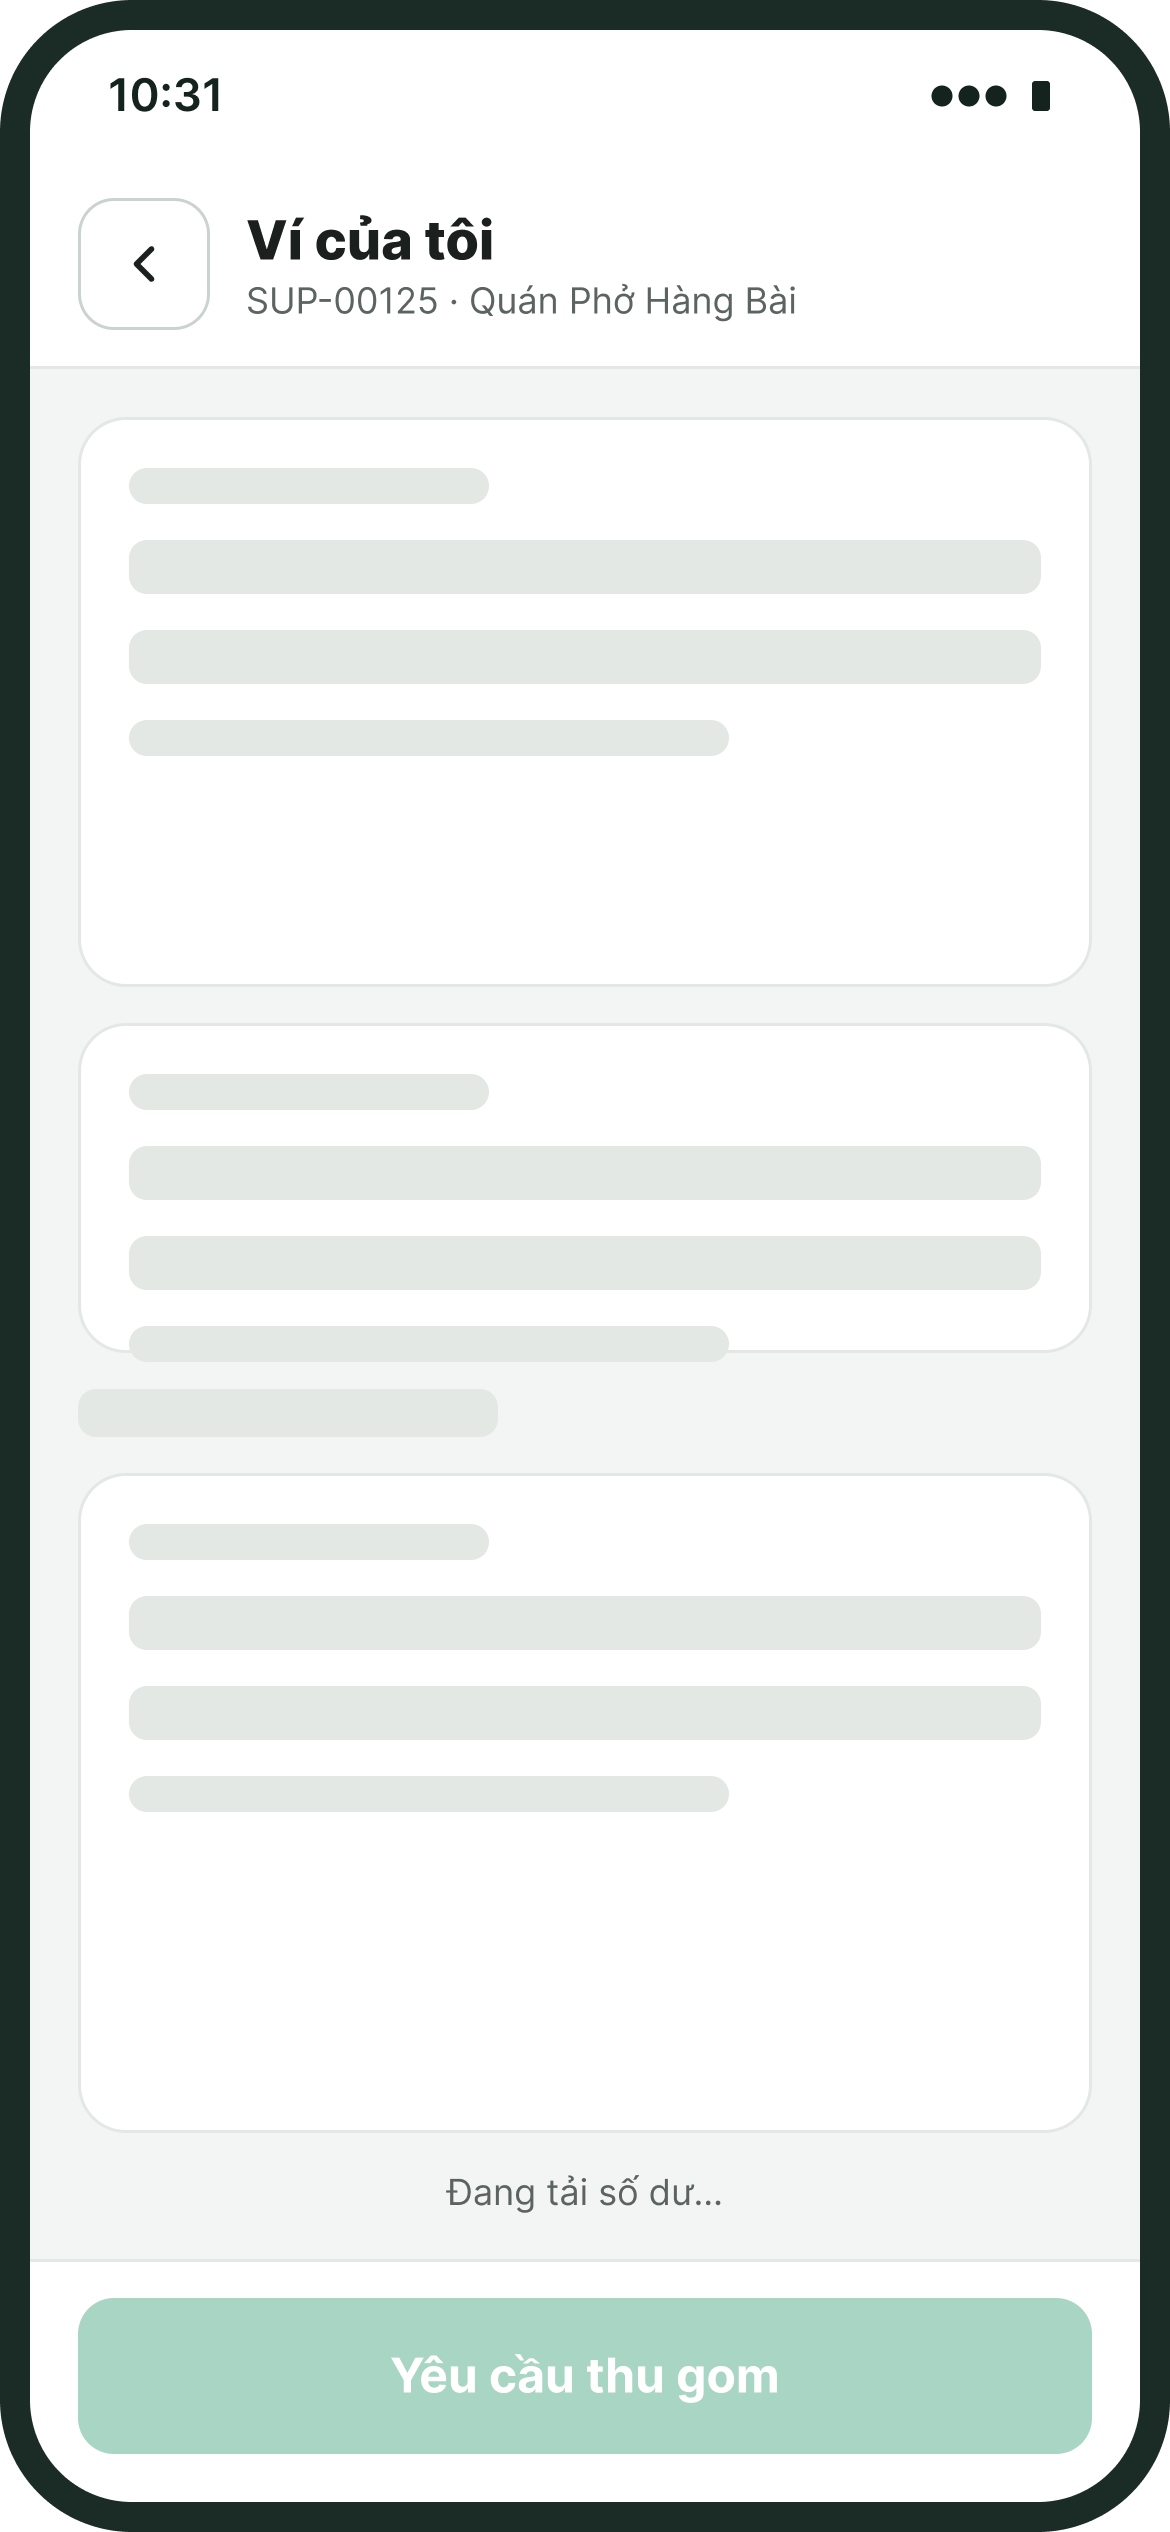 10:31
Ví của tôi
SUP-00125 · Quán Phở Hàng Bài
Đang tải số dư...
Yêu cầu thu gom